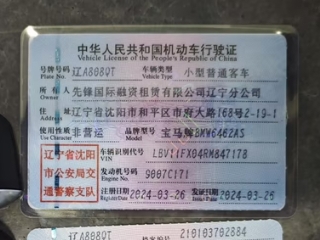 中华人民共和国机动车行驶证
Vehicle License of the People's Republic of China
号牌号码 辽A808QT 车辆类型 小型普通客车
Plate No. Vehicle Type
所有人 先锋国际融资租赁有限公司辽宁分公司
Owner
住址 辽宁省沈阳市和平区市府大路168号2-19-1
Address
使用性质 非营运 品牌型号 宝马牌BMW6462AS
Use Character Model
辽宁省沈阳
市公安局交
通警察支队
车辆识别代号 LBV11FX04RM847178
VIN
发动机号码 9007C171
Engine No.
注册日期 2024-03-26 发证日期 2024-03-26
Register Date Issue Date
辽A808QT 210103702884